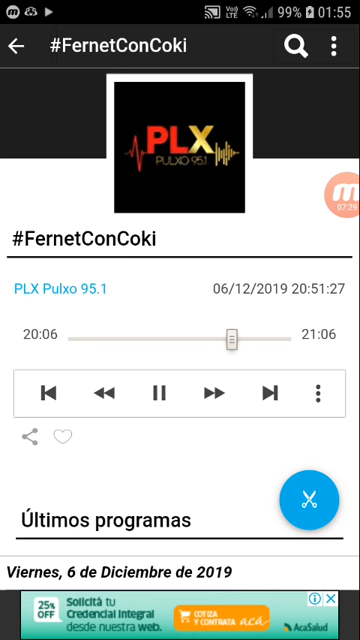 VoD LTE 99% 01:55
#FernetConCoki
PLX
PULXO 95.1
07:29
#FernetConCoki
PLX Pulxo 95.1 06/12/2019 20:51:27
20:06 21:06
Últimos programas
Viernes, 6 de Diciembre de 2019
25% OFF
Solicitá tu
Credencial Integral
desde nuestra web.
COTIZA
Y CONTRATA acá
AcaSalud